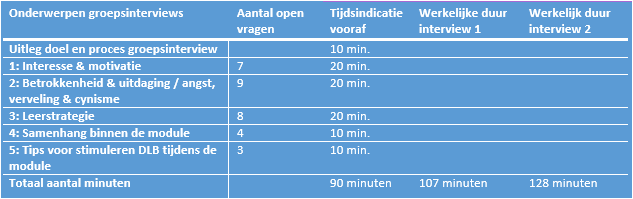 Onderwerpen groepsinterviews Aantal open Tijdsindicatie Werkelijke duur Werkelijk duur
vragen vooraf interview 1 interview 2
Uitleg doel en proces groepsinterview 10 min.
1: Interesse & motivatie 7 20 min.
2: Betrokkenheid & uitdaging / angst, 9 20 min.
verveling & cynisme
3: Leerstrategie 8 20 min.
4: Samenhang binnen de module 4 10 min.
5: Tips voor stimuleren DLB tijdens de 3 10 min.
module
Totaal aantal minuten 90 minuten 107 minuten 128 minuten